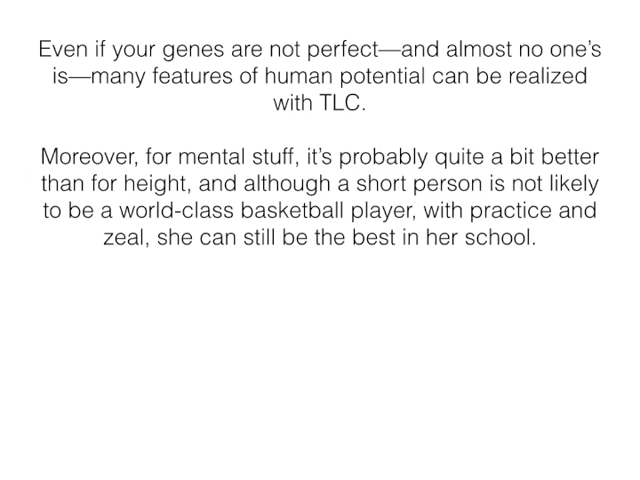 Even if your genes are not perfect—and almost no one's
is—many features of human potential can be realized
with TLC.
Moreover, for mental stuff, it's probably quite a bit better
than for height, and although a short person is not likely
to be a world-class basketball player, with practice and
zeal, she can still be the best in her school.